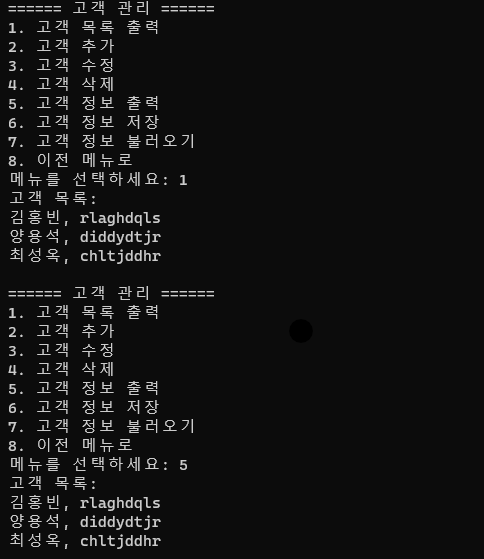 ====== 고객 관리 ======
1. 고객 목록 출력
2. 고객 추가
3. 고객 수정
4. 고객 삭제
5. 고객 정보 출력
6. 고객 정보 저장
7. 고객 정보 불러오기
8. 이전 메뉴로
메뉴를 선택하세요: 1
고객 목록:
김홍빈, rlaghdqls
양용석, diddydtjr
최성옥, chltjddhr
====== 고객 관리 ======
1. 고객 목록 출력
2. 고객 추가
3. 고객 수정
4. 고객 삭제
5. 고객 정보 출력
6. 고객 정보 저장
7. 고객 정보 불러오기
8. 이전 메뉴로
메뉴를 선택하세요: 5
고객 목록:
김홍빈, rlaghdqls
양용석, diddydtjr
최성옥, chltjddhr